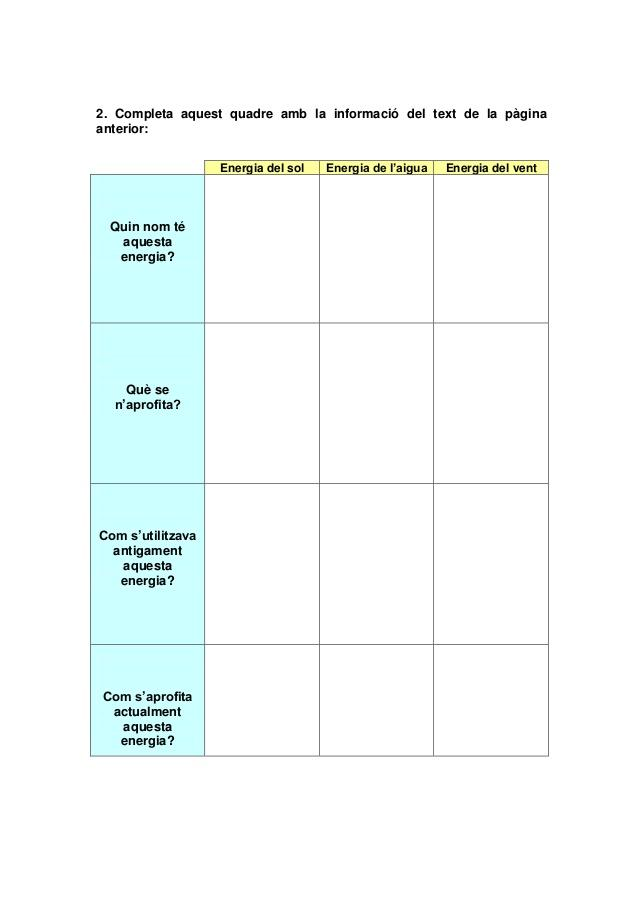 2. Completa aquest quadre amb la informació del text de la pàgina
anterior:
Energia del sol Energia de l’aigua Energia del vent
Quin nom té
aquesta
energia?
Què se
n’aprofita?
Com s’utilitzava
antigament
aquesta
energia?
Com s’aprofita
actualment
aquesta
energia?